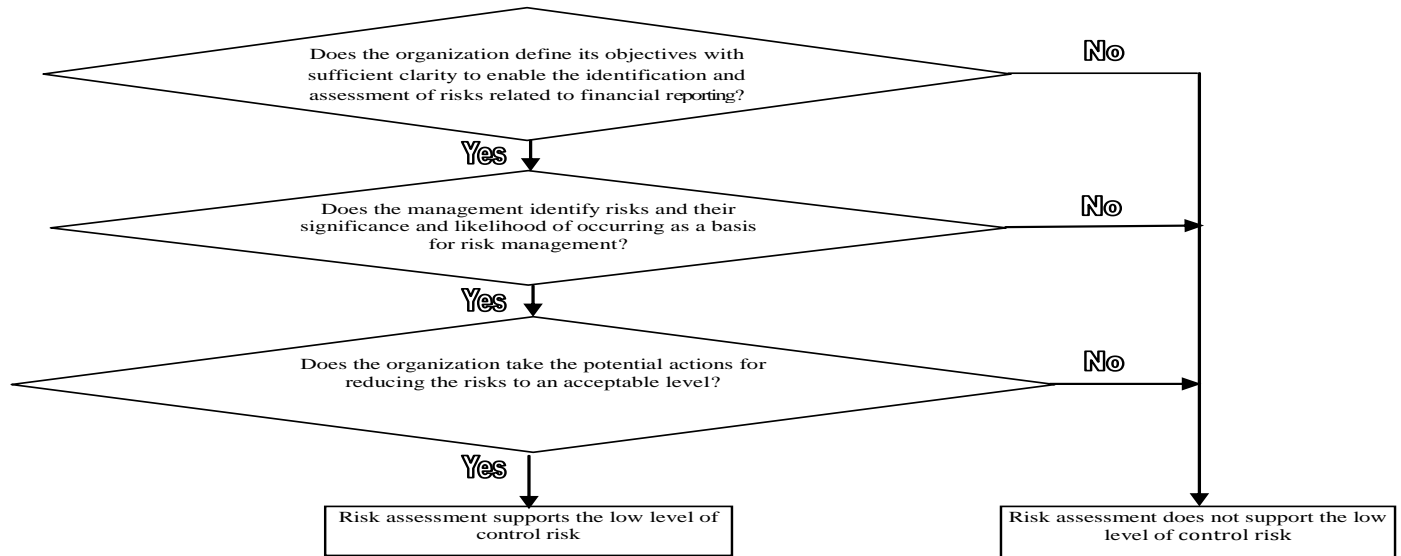 Does the organization define its objectives with
sufficient clarity to enable the identification and
assessment of risks related to financial reporting?
No
Yes
Does the management identify risks and their
significance and likelihood of occurring as a basis
for risk management?
No
Yes
Does the organization take the potential actions for
reducing the risks to an acceptable level?
No
Yes
Risk assessment supports the low level of
control risk
Risk assessment does not support the low
level of control risk